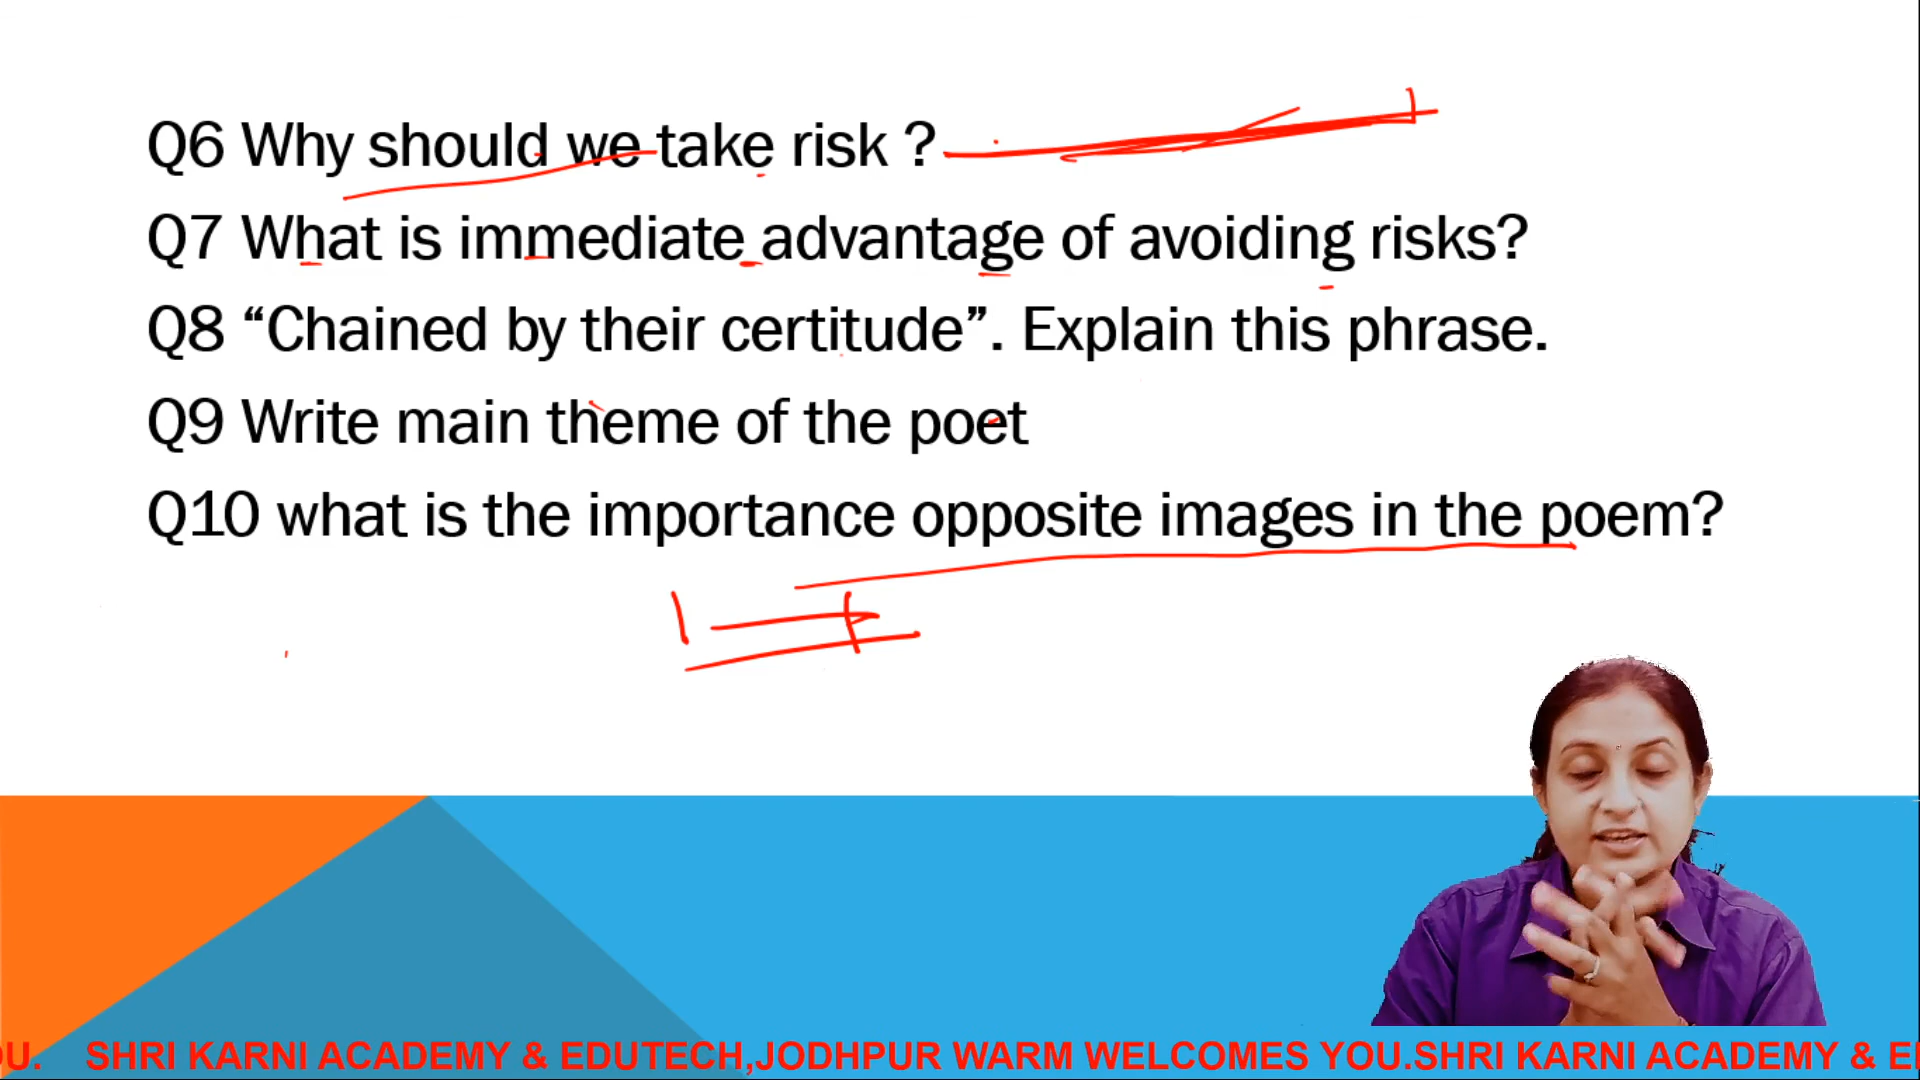 Q6 Why should we take risk ?
Q7 What is immediate advantage of avoiding risks?
Q8 “Chained by their certitude”. Explain this phrase.
Q9 Write main theme of the poet
Q10 what is the importance opposite images in the poem?
OU. SHRI KARNI ACADEMY & EDUTECH,JODHPUR WARM WELCOMES YOU.SHRI KARNI ACADEMY &